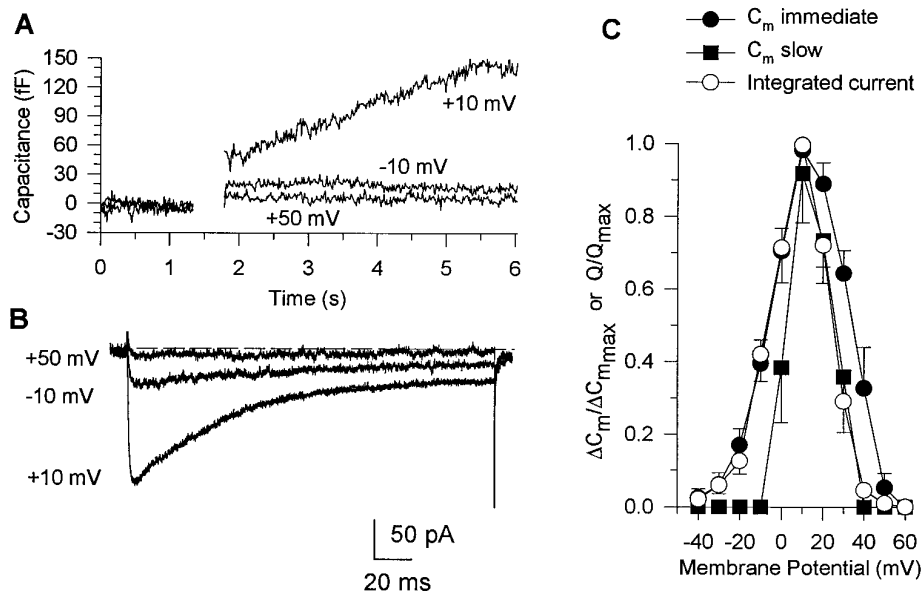 A
Capacitance (fF)
150
120
90
60
30
0
-30
+10 mV
-10 mV
+50 mV
0 1 2 3 4 5 6
Time (s)
B
+50 mV
-10 mV
+10 mV
50 pA
20 ms
C
Cm immediate
Cm slow
Integrated current
ΔCm/ΔCmmax or Q/Qmax
1.0
0.8
0.6
0.4
0.2
0.0
-40 -20 0 20 40 60
Membrane Potential (mV)